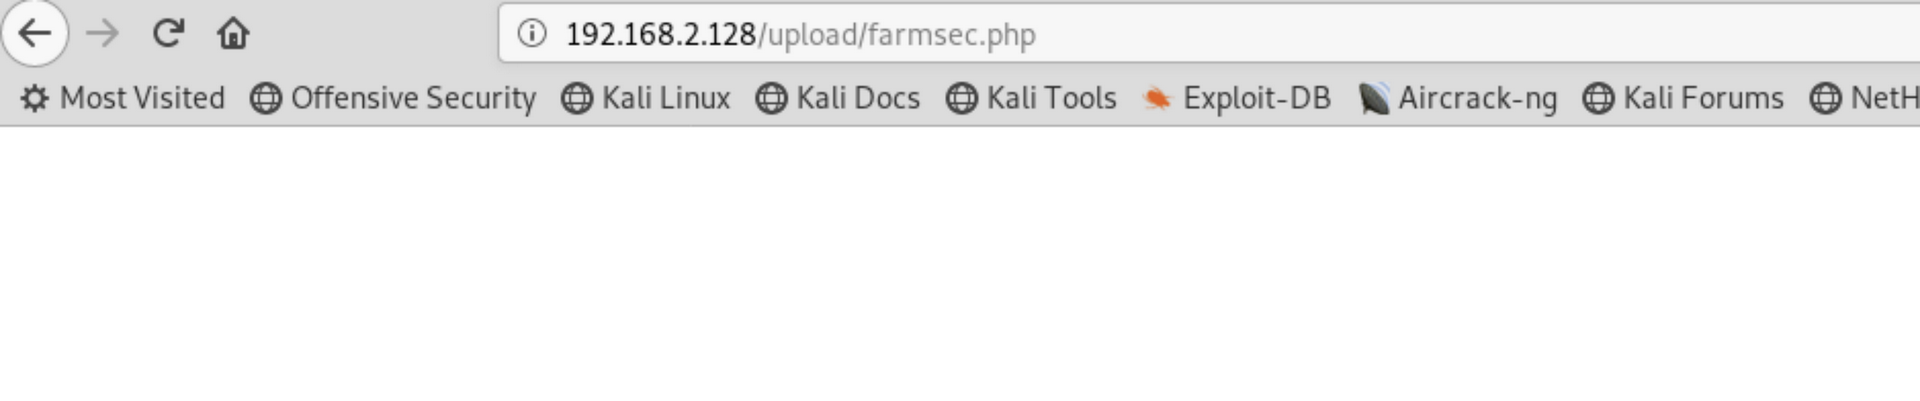 192.168.2.128/upload/farmsec.php
Most Visited Offensive Security Kali Linux Kali Docs Kali Tools Exploit-DB Aircrack-ng Kali Forums NetH